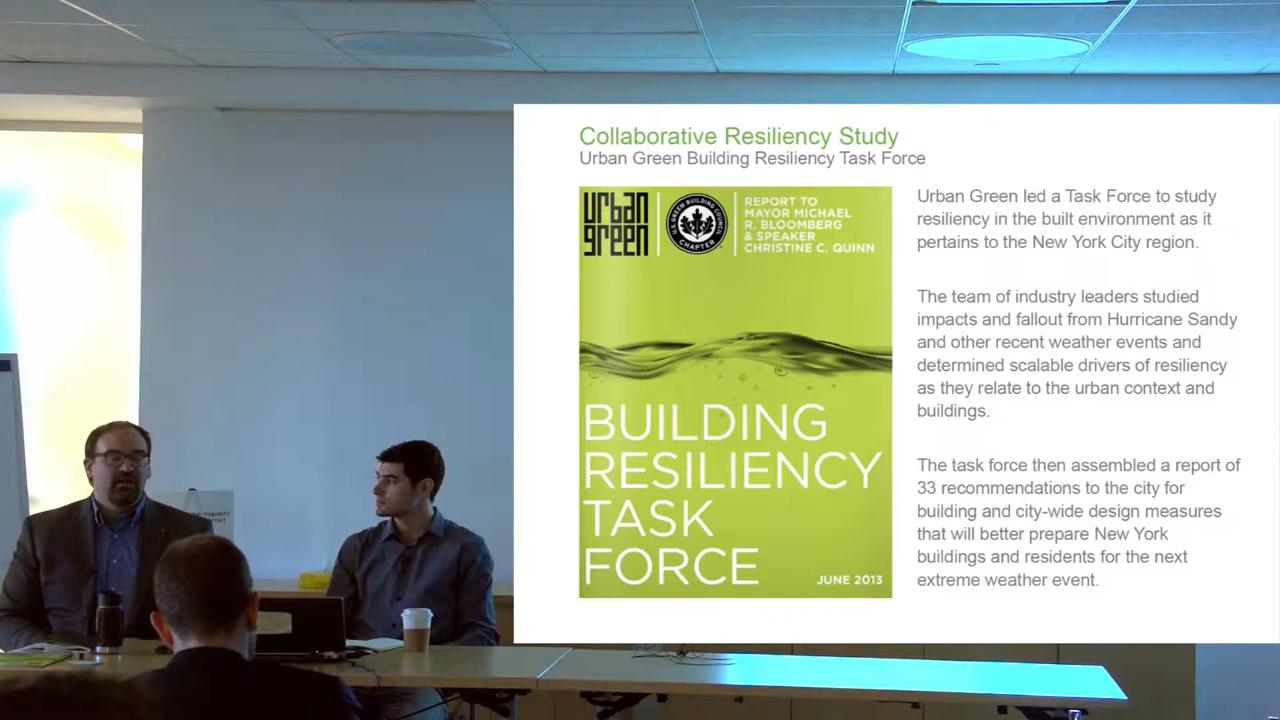 Collaborative Resiliency Study
Urban Green Building Resiliency Task Force
urban
green
U.S. GREEN BUILDING COUNCIL
CHAPTER
REPORT TO
MAYOR MICHAEL
R. BLOOMBERG
& SPEAKER
CHRISTINE C. QUINN
BUILDING
RESILIENCY
TASK
FORCE
JUNE 2013
Urban Green led a Task Force to study
resiliency in the built environment as it
pertains to the New York City region.
The team of industry leaders studied
impacts and fallout from Hurricane Sandy
and other recent weather events and
determined scalable drivers of resiliency
as they relate to the urban context and
buildings.
The task force then assembled a report of
33 recommendations to the city for
building and city-wide design measures
that will better prepare New York
buildings and residents for the next
extreme weather event.